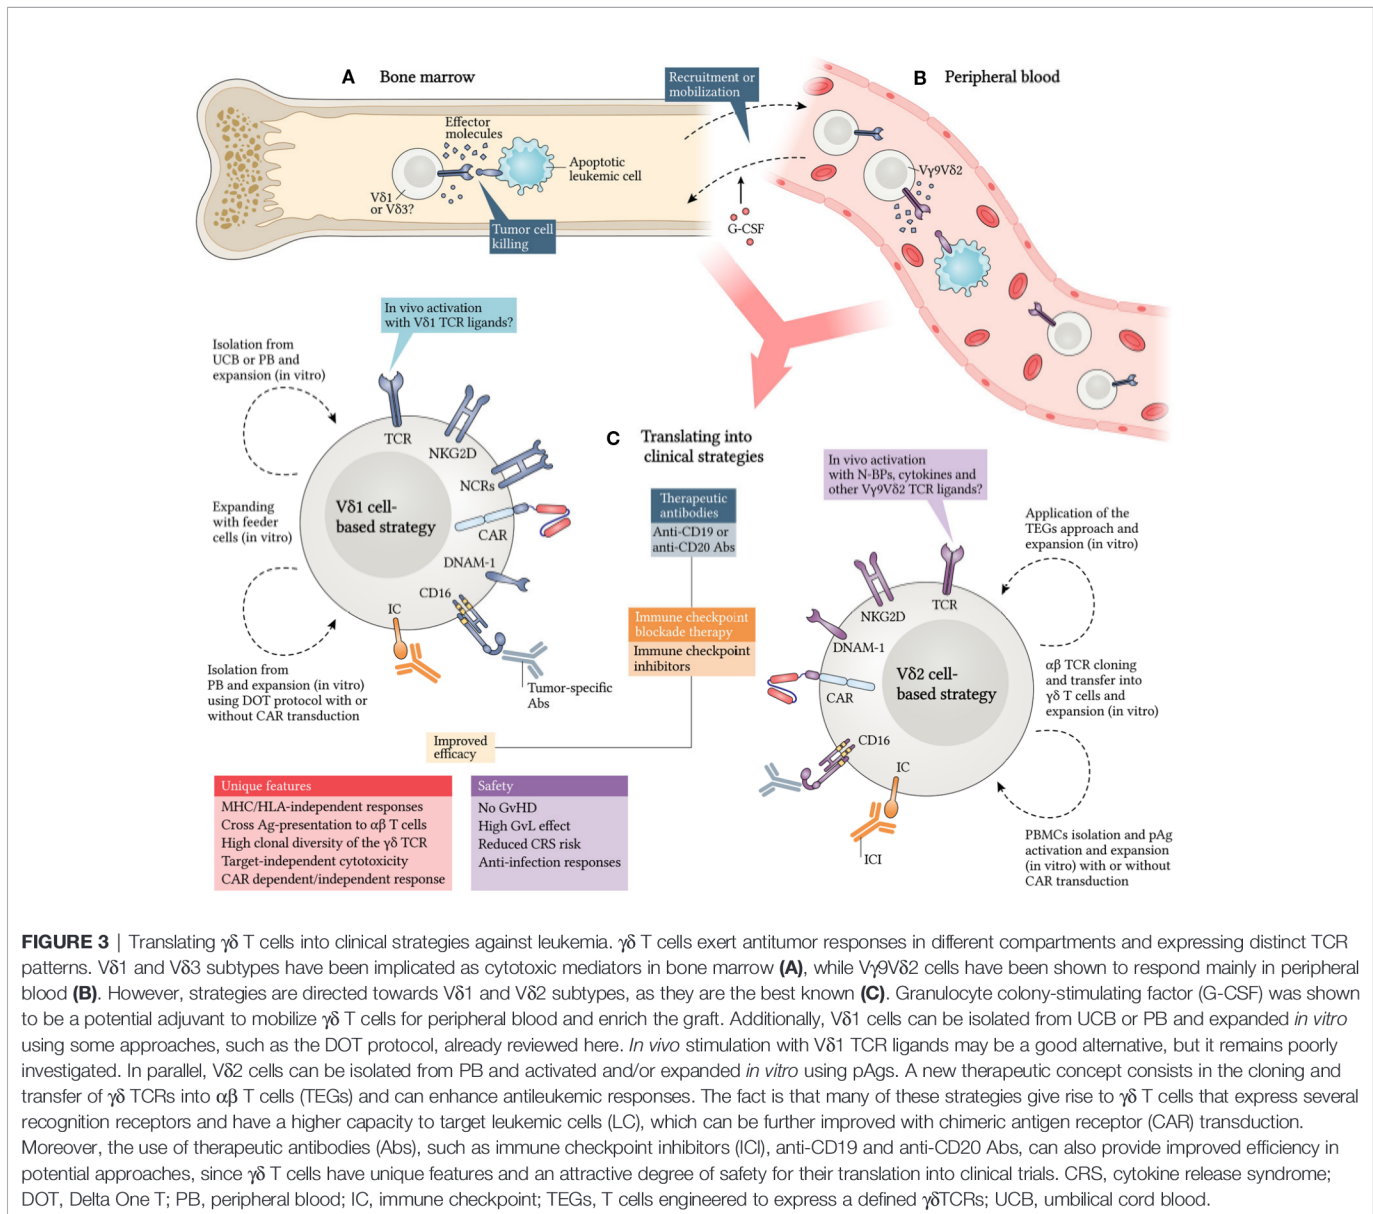 A Bone marrow
Recruitment or
mobilization
B Peripheral blood
Effector
molecules
Apoptotic
leukemic cell
Vδ1
or Vδ3?
Tumor cell
killing
G-CSF
Vγ9Vδ2
In vivo activation
with Vδ1 TCR ligands?
Isolation from
UCB or PB and
expansion (in vitro)
Expanding
with feeder
cells (in vitro)
Isolation from
PB and expansion (in vitro)
using DOT protocol with or
without CAR transduction
Vδ1 cell-
based strategy
TCR
NKG2D
NCRs
CAR
DNAM-1
CD16
IC
Tumor-specific
Abs
C Translating into
clinical strategies
Therapeutic
antibodies
Anti-CD19 or
anti-CD20 Abs
Immune checkpoint
blockade therapy
Immune checkpoint
inhibitors
Improved
efficacy
In vivo activation
with N-BPs, cytokines and
other Vγ9Vδ2 TCR ligands?
TCR
NKG2D
DNAM-1
CAR
CD16
IC
ICI
Vδ2 cell-
based strategy
Application of the
TEGs approach and
expansion (in vitro)
αβ TCR cloning
and transfer into
γδ T cells and
expansion (in vitro)
PBMCs isolation and pAg
activation and expansion
(in vitro) with or without
CAR transduction
Unique features
MHC/HLA-independent responses
Cross Ag-presentation to αβ T cells
High clonal diversity of the γδ TCR
Target-independent cytotoxicity
CAR dependent/independent response
Safety
No GvHD
High GvL effect
Reduced CRS risk
Anti-infection responses
FIGURE 3 | Translating γδ T cells into clinical strategies against leukemia. γδ T cells exert antitumor responses in different compartments and expressing distinct TCR
patterns. Vδ1 and Vδ3 subtypes have been implicated as cytotoxic mediators in bone marrow (A), while Vγ9Vδ2 cells have been shown to respond mainly in peripheral
blood (B). However, strategies are directed towards Vδ1 and Vδ2 subtypes, as they are the best known (C). Granulocyte colony-stimulating factor (G-CSF) was shown
to be a potential adjuvant to mobilize γδ T cells for peripheral blood and enrich the graft. Additionally, Vδ1 cells can be isolated from UCB or PB and expanded in vitro
using some approaches, such as the DOT protocol, already reviewed here. In vivo stimulation with Vδ1 TCR ligands may be a good alternative, but it remains poorly
investigated. In parallel, Vδ2 cells can be isolated from PB and activated and/or expanded in vitro using pAgs. A new therapeutic concept consists in the cloning and
transfer of γδ TCRs into αβ T cells (TEGs) and can enhance antileukemic responses. The fact is that many of these strategies give rise to γδ T cells that express several
recognition receptors and have a higher capacity to target leukemic cells (LC), which can be further improved with chimeric antigen receptor (CAR) transduction.
Moreover, the use of therapeutic antibodies (Abs), such as immune checkpoint inhibitors (ICI), anti-CD19 and anti-CD20 Abs, can also provide improved efficiency in
potential approaches, since γδ T cells have unique features and an attractive degree of safety for their translation into clinical trials. CRS, cytokine release syndrome;
DOT, Delta One T; PB, peripheral blood; IC, immune checkpoint; TEGs, T cells engineered to express a defined γδTCRs; UCB, umbilical cord blood.